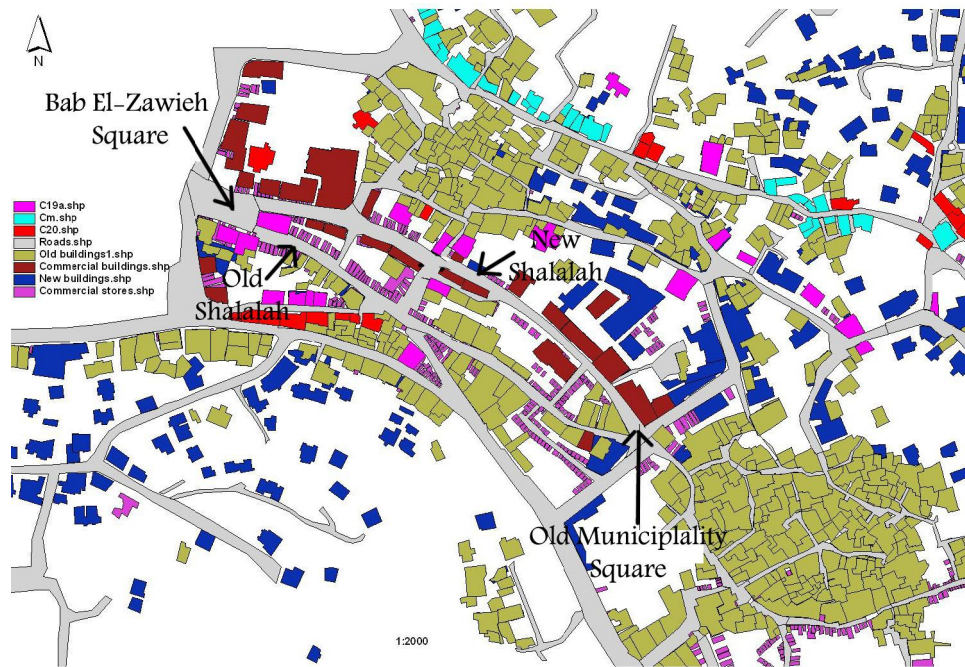 N
Bab El-Zawieh
Square
C19a.shp
Cm.shp
C20.shp
Roads.shp
Old buildings1.shp
Commercial buildings.shp
New buildings.shp
Commercial stores.shp
Old
Shalalah
New
Shalalah
Old Municiplality
Square
1:2000